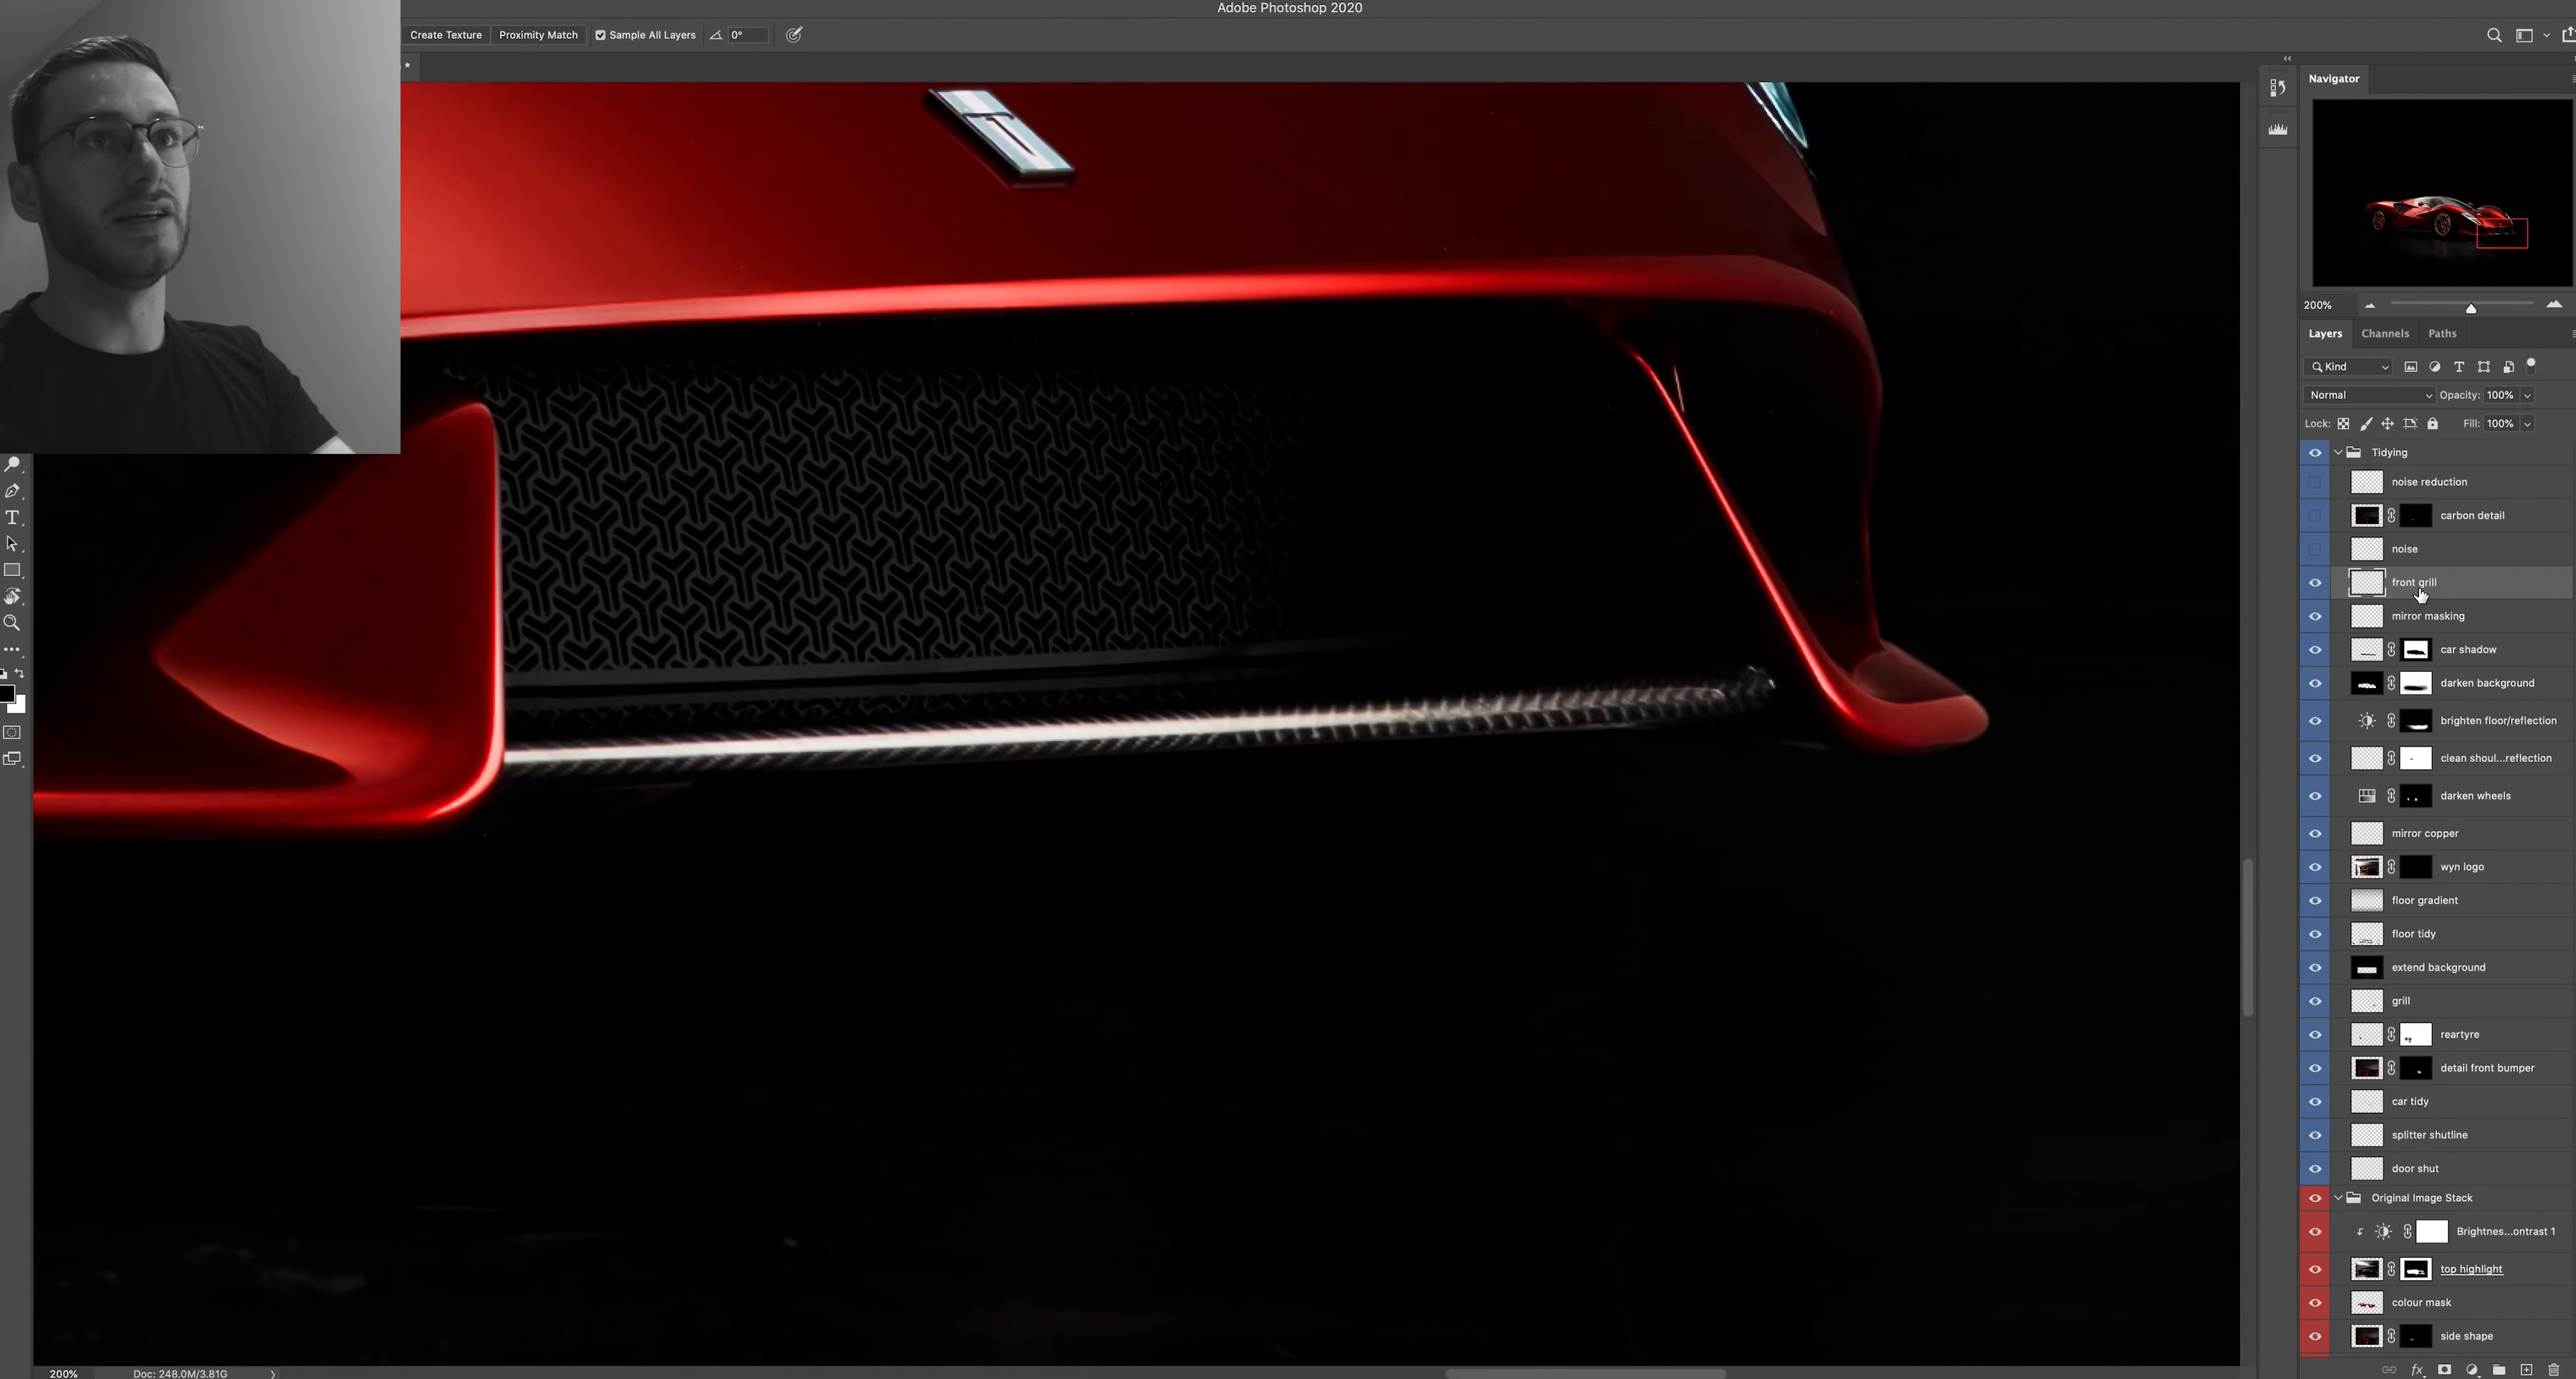 Adobe Photoshop 2020
Create Texture Proximity Match Sample All Layers 0°
Navigator
200%
Layers Channels Paths
Kind
Normal Opacity: 100%
Lock: Fill: 100%
Tidying
noise reduction
carbon detail
noise
front grill
mirror masking
car shadow
darken background
brighten floor/reflection
clean shoul...reflection
darken wheels
mirror copper
wyn logo
floor gradient
floor tidy
extend background
grill
reartyre
detail front bumper
car tidy
splitter shutline
door shut
Original Image Stack
Brightnes...ontrast 1
top highlight
colour mask
side shape
200% Doc: 248.0M/3.81G